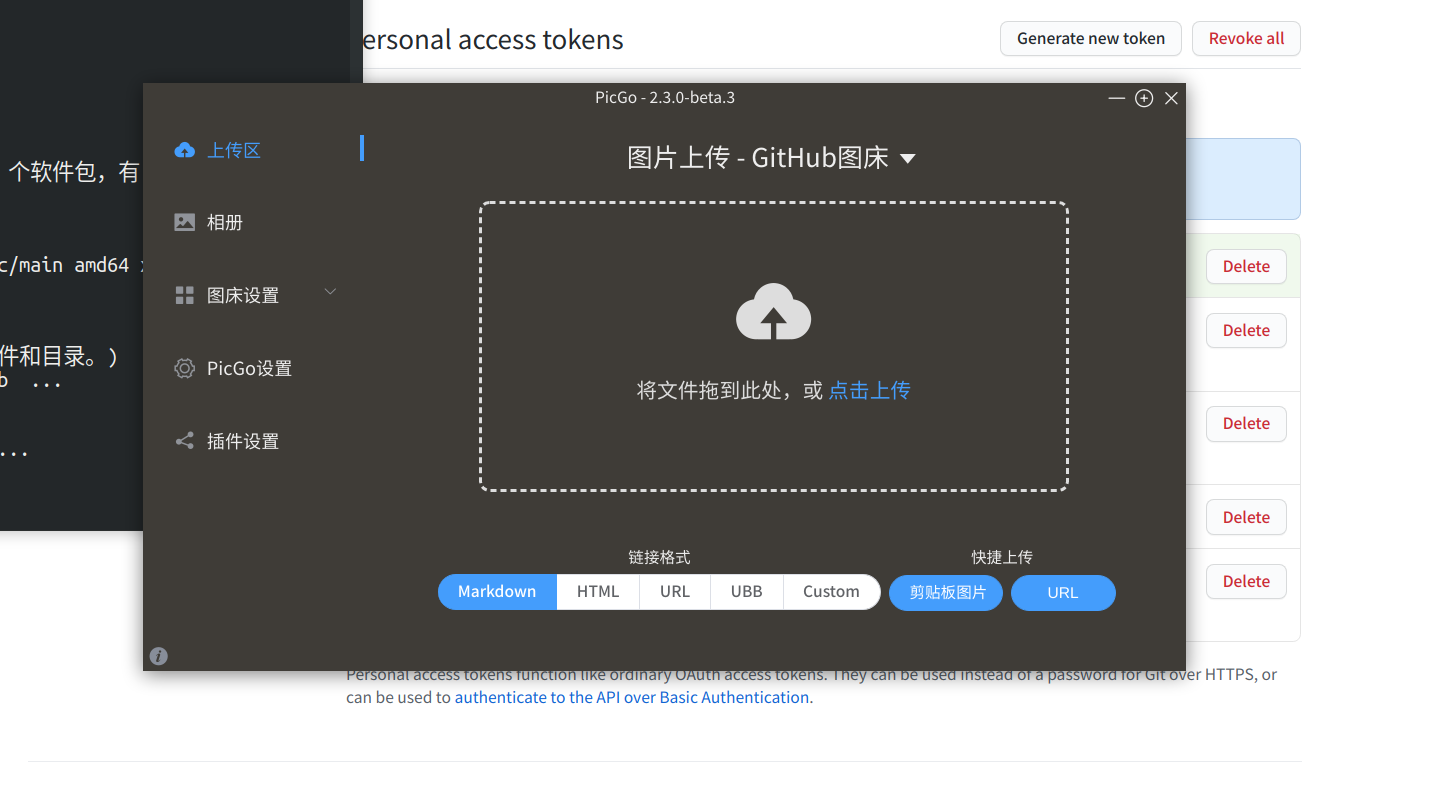 ersonal access tokens
Generate new token
Revoke all
PicGo - 2.3.0-beta.3
上传区
相册
图床设置
PicGo设置
插件设置
图片上传 - GitHub图床
将文件拖到此处，或 点击上传
链接格式
快捷上传
Markdown
HTML
URL
UBB
Custom
剪贴板图片
URL
i
个软件包，有
c/main amd64
件和目录。）
b ...
...
Delete
Delete
Delete
Delete
Delete
Personal access tokens function like ordinary OAuth access tokens. They can be used instead of a password for Git over HTTPS, or
can be used to authenticate to the API over Basic Authentication.